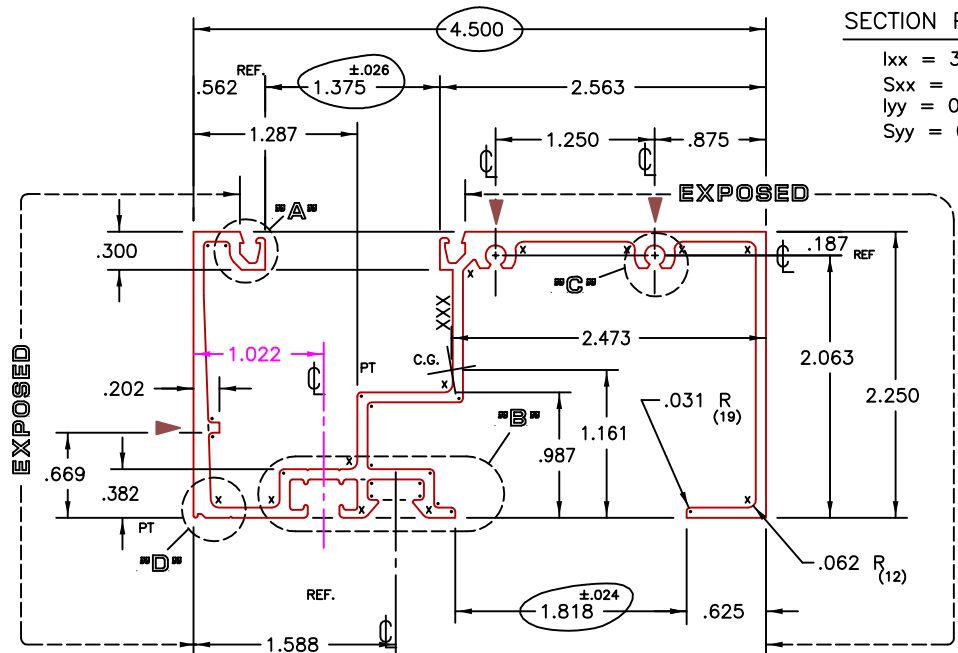 SECTION
4.500
Ixx = 3
Sxx =
Iyy = 0
Syy =
REF.
±.026
.562
1.375
2.563
1.287
1.250
.875
EXPOSED
"A"
.300
.187
REF
"C"
XXX
2.473
1.022
C.G.
PT
2.063
.202
2.250
EXPOSED
.031 R
(19)
"B"
1.161
.987
.669
.382
PT
"D"
.062 R
(12)
REF.
±.024
1.818
.625
1.588